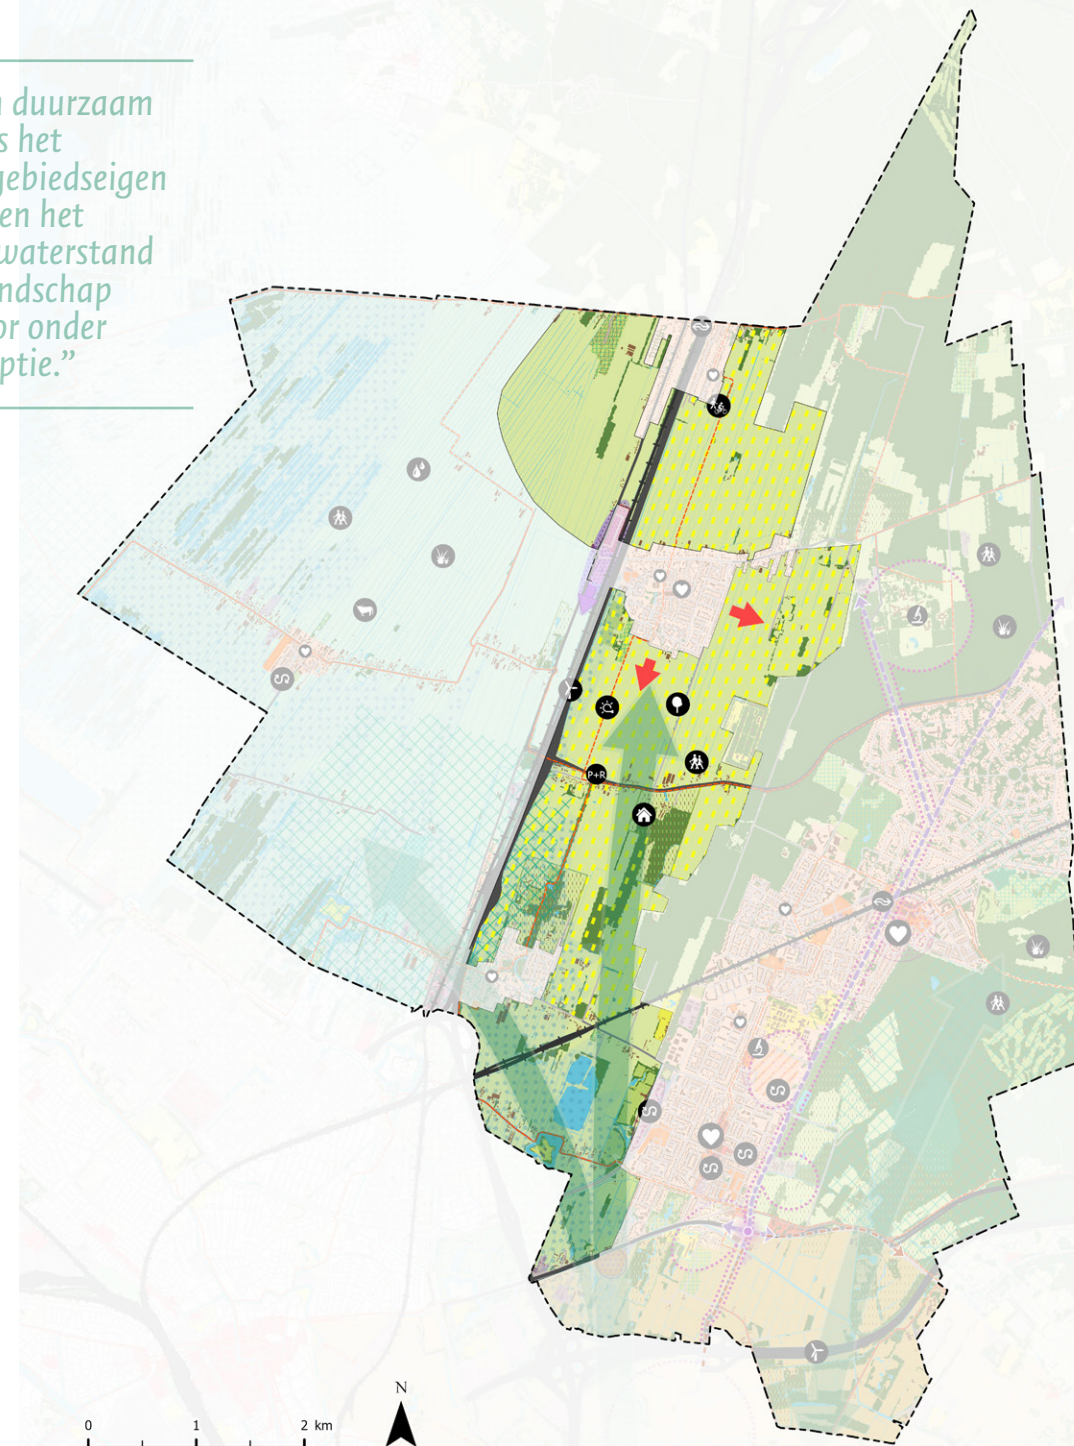 duurzaam
s het
gebiedseigen
en het
waterstand
ndschap
or onder
ptie.”
P+R
N
0 1 2 km